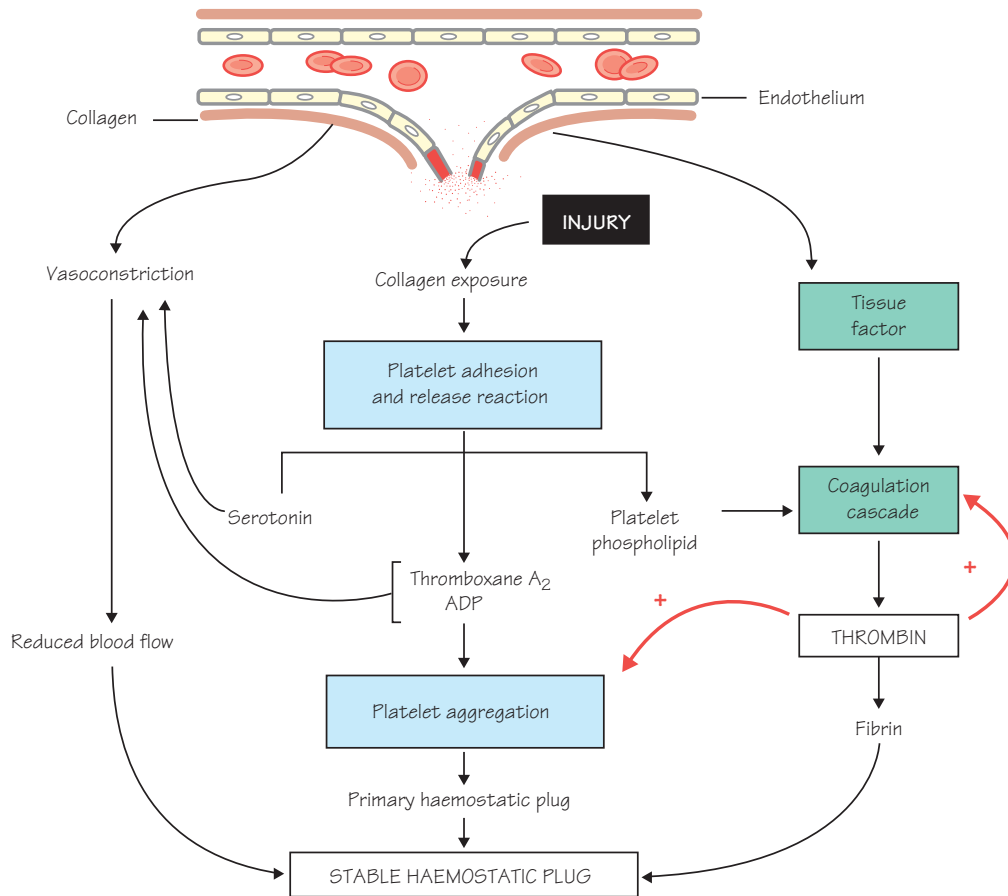 Collagen
Endothelium
INJURY
Vasoconstriction
Collagen exposure
Tissue
factor
Platelet adhesion
and release reaction
Serotonin
Platelet
phospholipid
Coagulation
cascade
Thromboxane A2
ADP
+
+
Reduced blood flow
THROMBIN
Platelet aggregation
Fibrin
Primary haemostatic plug
STABLE HAEMOSTATIC PLUG